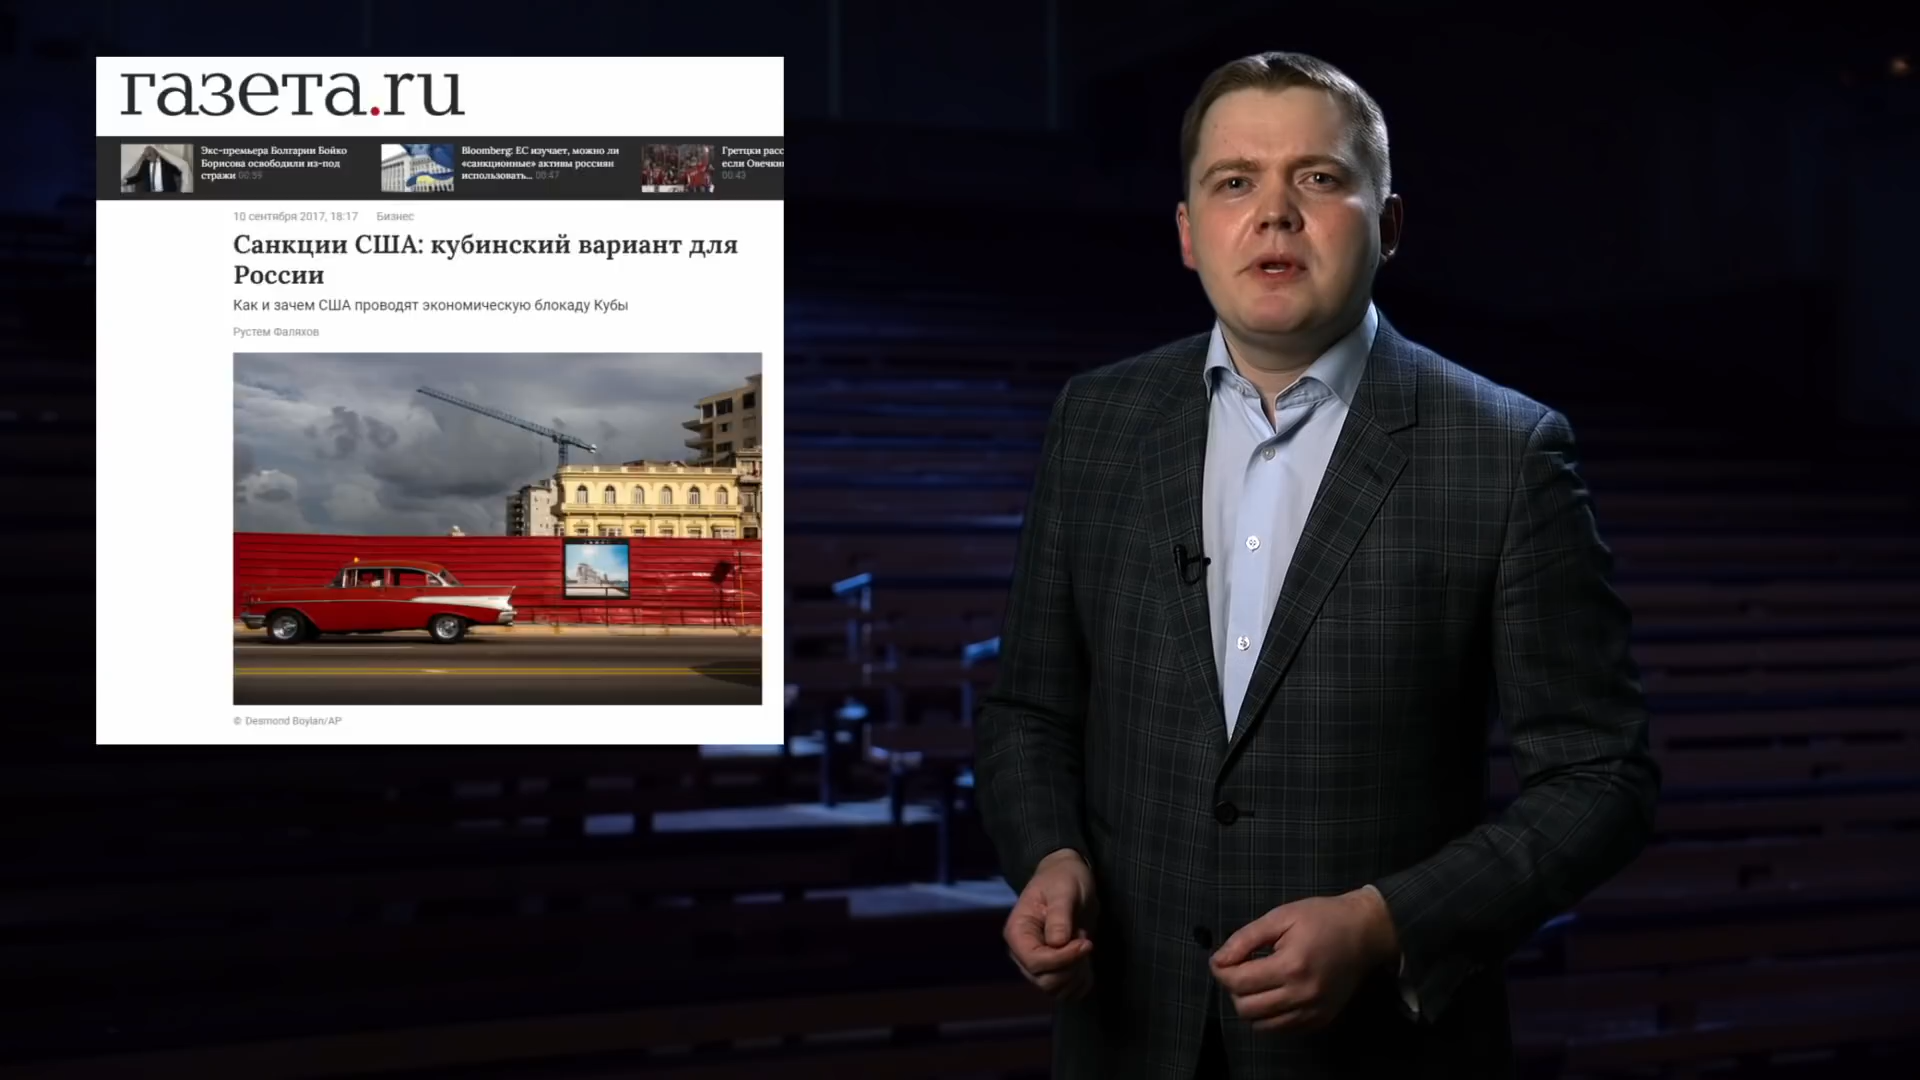 газета.ru
Экс-премьера Болгарии Бойко
Борисова освободили из-под
стражи 00:59
Bloomberg: ЕС изучает, можно ли
«санкционные» активы россиян
использовать... 00:47
Гретцки расс
если Овечки
00:43
10 сентября 2017, 18:17 Бизнес
Санкции США: кубинский вариант для
России
Как и зачем США проводят экономическую блокаду Кубы
Рустем Фаляхов
© Desmond Boylan/AP